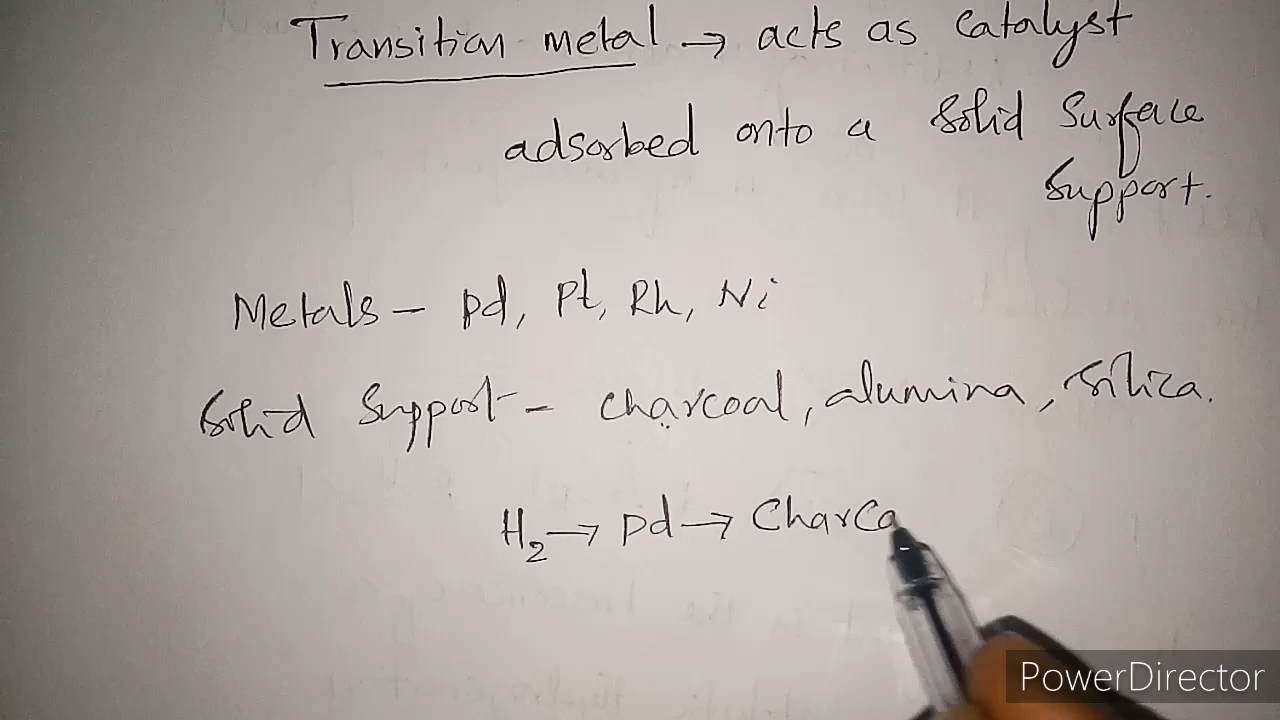 Transition metal → acts as catalyst
adsorbed onto a solid surface
support.
Metals - Pd, Pt, Rh, Ni
Solid Support - charcoal, alumina, silica.
H₂ → Pd → CharCo
PowerDirector